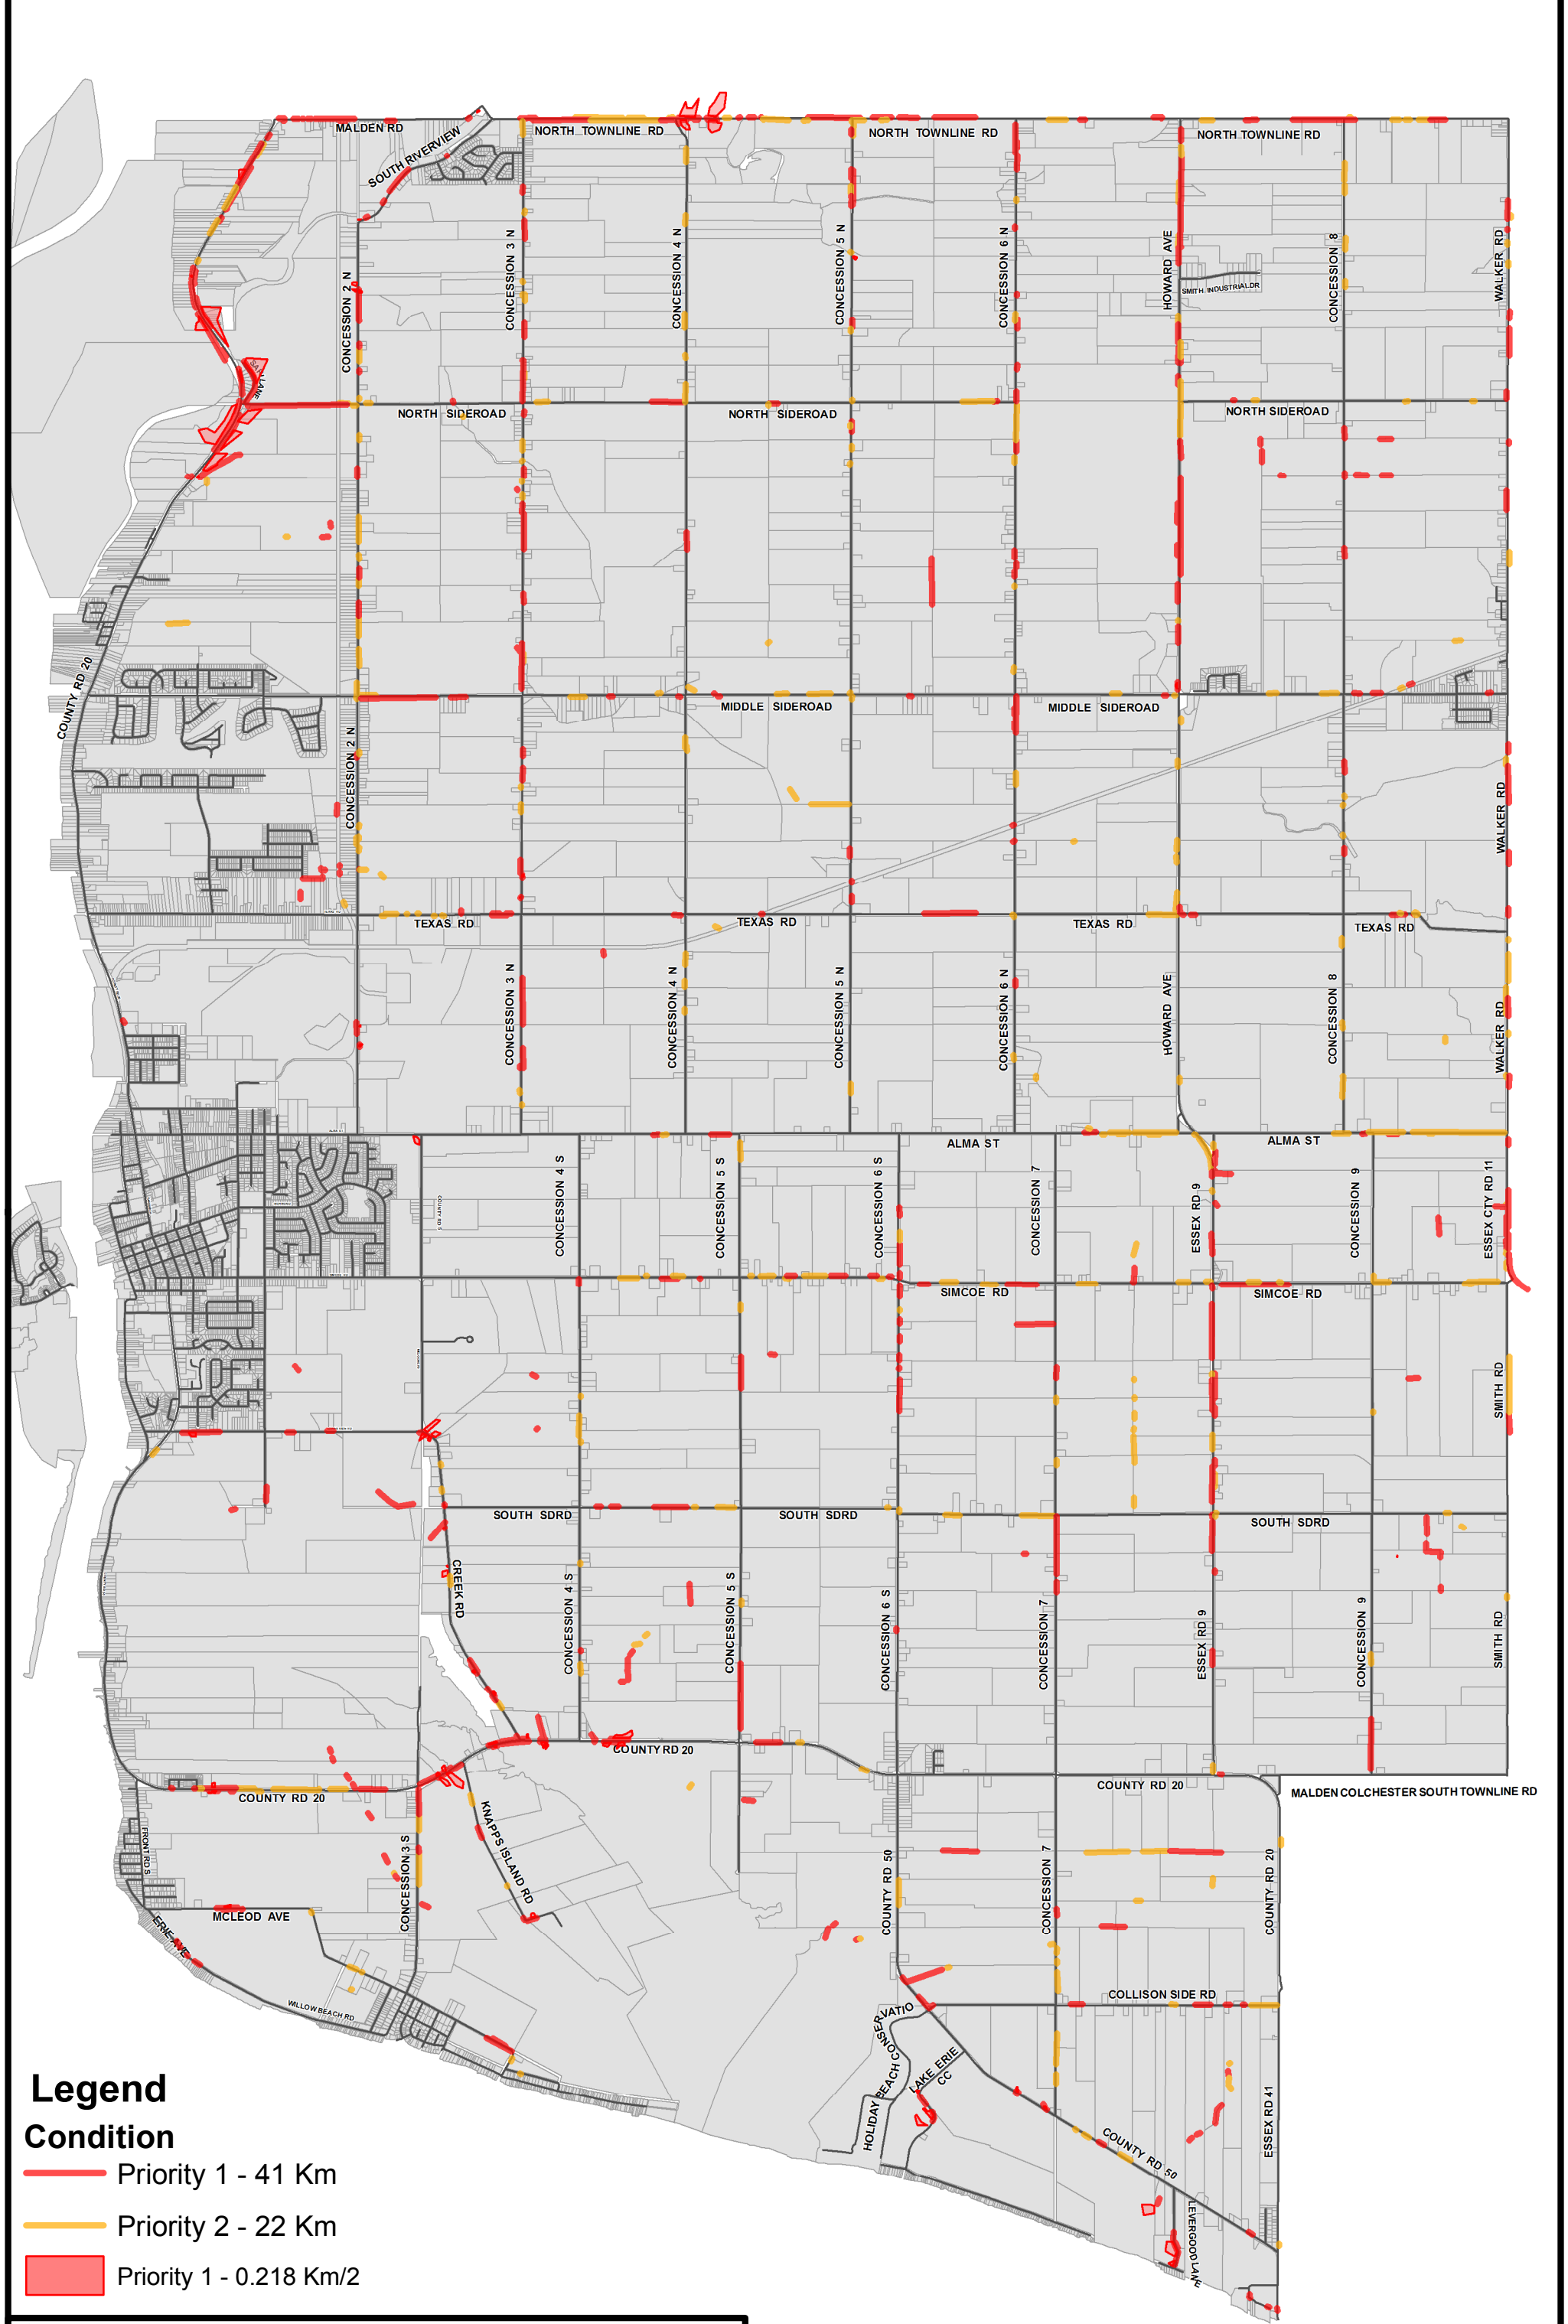 MALDEN RD
SOUTH RIVERVIEW
NORTH TOWNLINE RD
NORTH TOWNLINE RD
NORTH TOWNLINE RD
CONCESSION 2 N
CONCESSION 3 N
CONCESSION 4 N
CONCESSION 5 N
CONCESSION 6 N
HOWARD AVE
SMITH INDUSTRIAL DR
CONCESSION 8
WALKER RD
LANE
NORTH SIDEROAD
NORTH SIDEROAD
NORTH SIDEROAD
COUNTY RD 20
MIDDLE SIDEROAD
MIDDLE SIDEROAD
CONCESSION 2 N
WALKER RD
TEXAS RD
TEXAS RD
TEXAS RD
TEXAS RD
CONCESSION 3 N
CONCESSION 4 N
CONCESSION 5 N
CONCESSION 6 N
HOWARD AVE
CONCESSION 8
WALKER RD
ALMA ST
ALMA ST
COUNTY RD 5
CONCESSION 4 S
CONCESSION 5 S
CONCESSION 6 S
CONCESSION 7
ESSEX RD 9
CONCESSION 9
ESSEX CTY RD 11
SIMCOE RD
SIMCOE RD
SMITH RD
SOUTH SDRD
SOUTH SDRD
SOUTH SDRD
CREEK RD
CONCESSION 4 S
CONCESSION 5 S
CONCESSION 6 S
CONCESSION 7
ESSEX RD 9
CONCESSION 9
SMITH RD
COUNTY RD 20
COUNTY RD 20
COUNTY RD 20
MALDEN COLCHESTER SOUTH TOWNLINE RD
FRONT RD S
CONCESSION 3 S
KNAPPS ISLAND RD
COUNTY RD 50
CONCESSION 7
COUNTY RD 20
MCLEOD AVE
ERIE AVE
WILLOW BEACH RD
COLLISON SIDE RD
HOLIDAY BEACH CONSERVATIO
LAKE ERIE
CC
COUNTY RD 50
ESSEX RD 41
LEVERGOOD LANE
Legend
Condition
Priority 1 - 41 Km
Priority 2 - 22 Km
Priority 1 - 0.218 Km/2